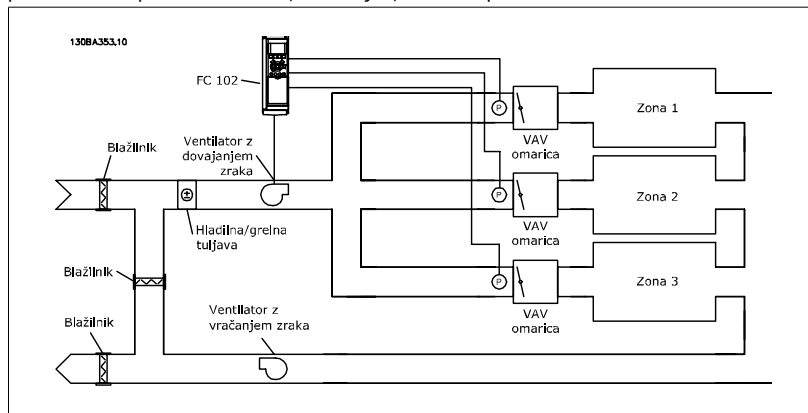 130BA353.10
FC 102
Blažilnik
Ventilator z
dovajanjem
zraka
Hladilna/grelna
tuljava
Blažilnik
Blažilnik
Ventilator z
vračanjem zraka
P
VAV
omarica
Zona 1
P
VAV
omarica
Zona 2
P
VAV
omarica
Zona 3